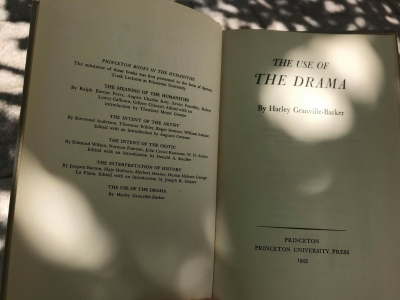 PRINCETON BOOKS IN THE HUMANITIES
The substance of most books was first presented in the form of Spencer
Trask Lectures at Princeton University
THE MEANING OF THE HUMANITIES
By Ralph Barton Perry, August Charles Krey, Erwin Panofsky, Robert
Lowry Calhoun, Gilbert Chinard. Edited with an
introduction by Theodore Meyer Greene
THE INTENT OF THE ARTIST
By Sherwood Anderson, Thornton Wilder, Roger Sessions, William Lescaze
Edited with an introduction by Augusto Centeno
THE INTENT OF THE CRITIC
By Edmund Wilson, Norman Foerster, John Crowe Ransom, W. H. Auden
Edited with an introduction by Donald A. Stauffer
THE INTERPRETATION OF HISTORY
By Jacques Barzun, Hajo Holborn, Herbert Heaton, Dumas Malone, George
La Piana. Edited with an introduction by Joseph R. Strayer
THE USE OF THE DRAMA
By Harley Granville-Barker
THE USE OF
THE DRAMA
By Harley Granville-Barker
PRINCETON
PRINCETON UNIVERSITY PRESS
1945